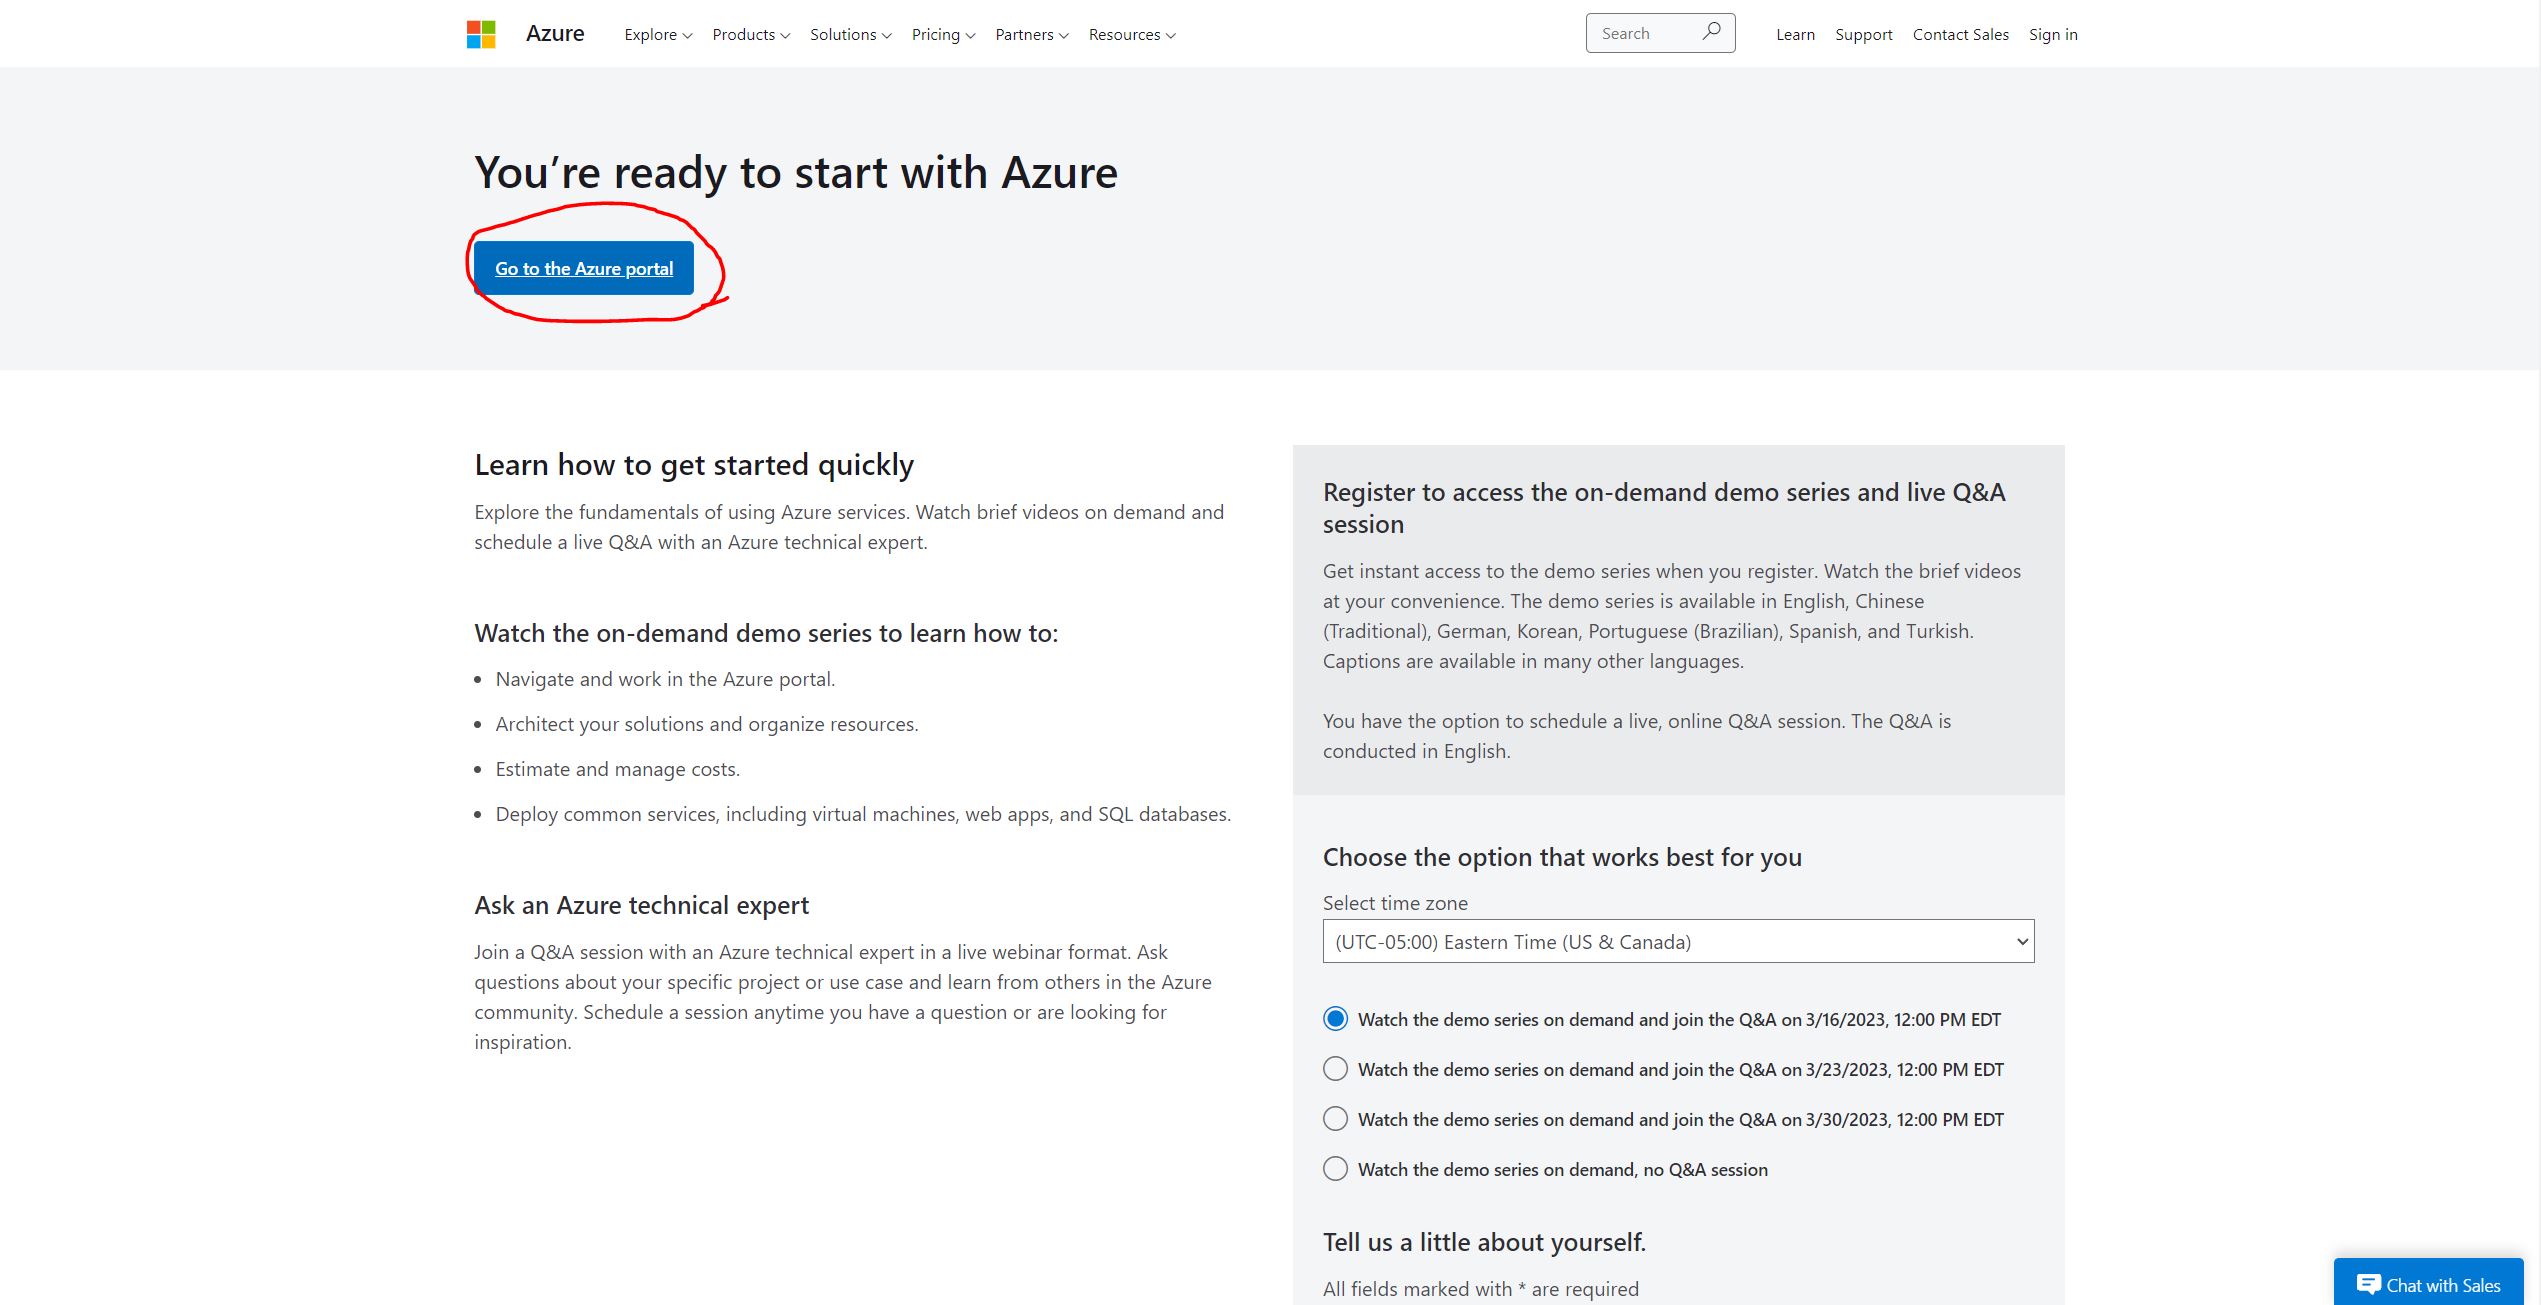 Azure
Explore
Products
Solutions
Pricing
Partners
Resources
Search
Learn
Support
Contact Sales
Sign in
You’re ready to start with Azure
Go to the Azure portal
Learn how to get started quickly
Explore the fundamentals of using Azure services. Watch brief videos on demand and
schedule a live Q&A with an Azure technical expert.
Watch the on-demand demo series to learn how to:
Navigate and work in the Azure portal.
Architect your solutions and organize resources.
Estimate and manage costs.
Deploy common services, including virtual machines, web apps, and SQL databases.
Ask an Azure technical expert
Join a Q&A session with an Azure technical expert in a live webinar format. Ask
questions about your specific project or use case and learn from others in the Azure
community. Schedule a session anytime you have a question or are looking for
inspiration.
Register to access the on-demand demo series and live Q&A
session
Get instant access to the demo series when you register. Watch the brief videos
at your convenience. The demo series is available in English, Chinese
(Traditional), German, Korean, Portuguese (Brazilian), Spanish, and Turkish.
Captions are available in many other languages.
You have the option to schedule a live, online Q&A session. The Q&A is
conducted in English.
Choose the option that works best for you
Select time zone
(UTC-05:00) Eastern Time (US & Canada)
Watch the demo series on demand and join the Q&A on 3/16/2023, 12:00 PM EDT
Watch the demo series on demand and join the Q&A on 3/23/2023, 12:00 PM EDT
Watch the demo series on demand and join the Q&A on 3/30/2023, 12:00 PM EDT
Watch the demo series on demand, no Q&A session
Tell us a little about yourself.
All fields marked with * are required
Chat with Sales